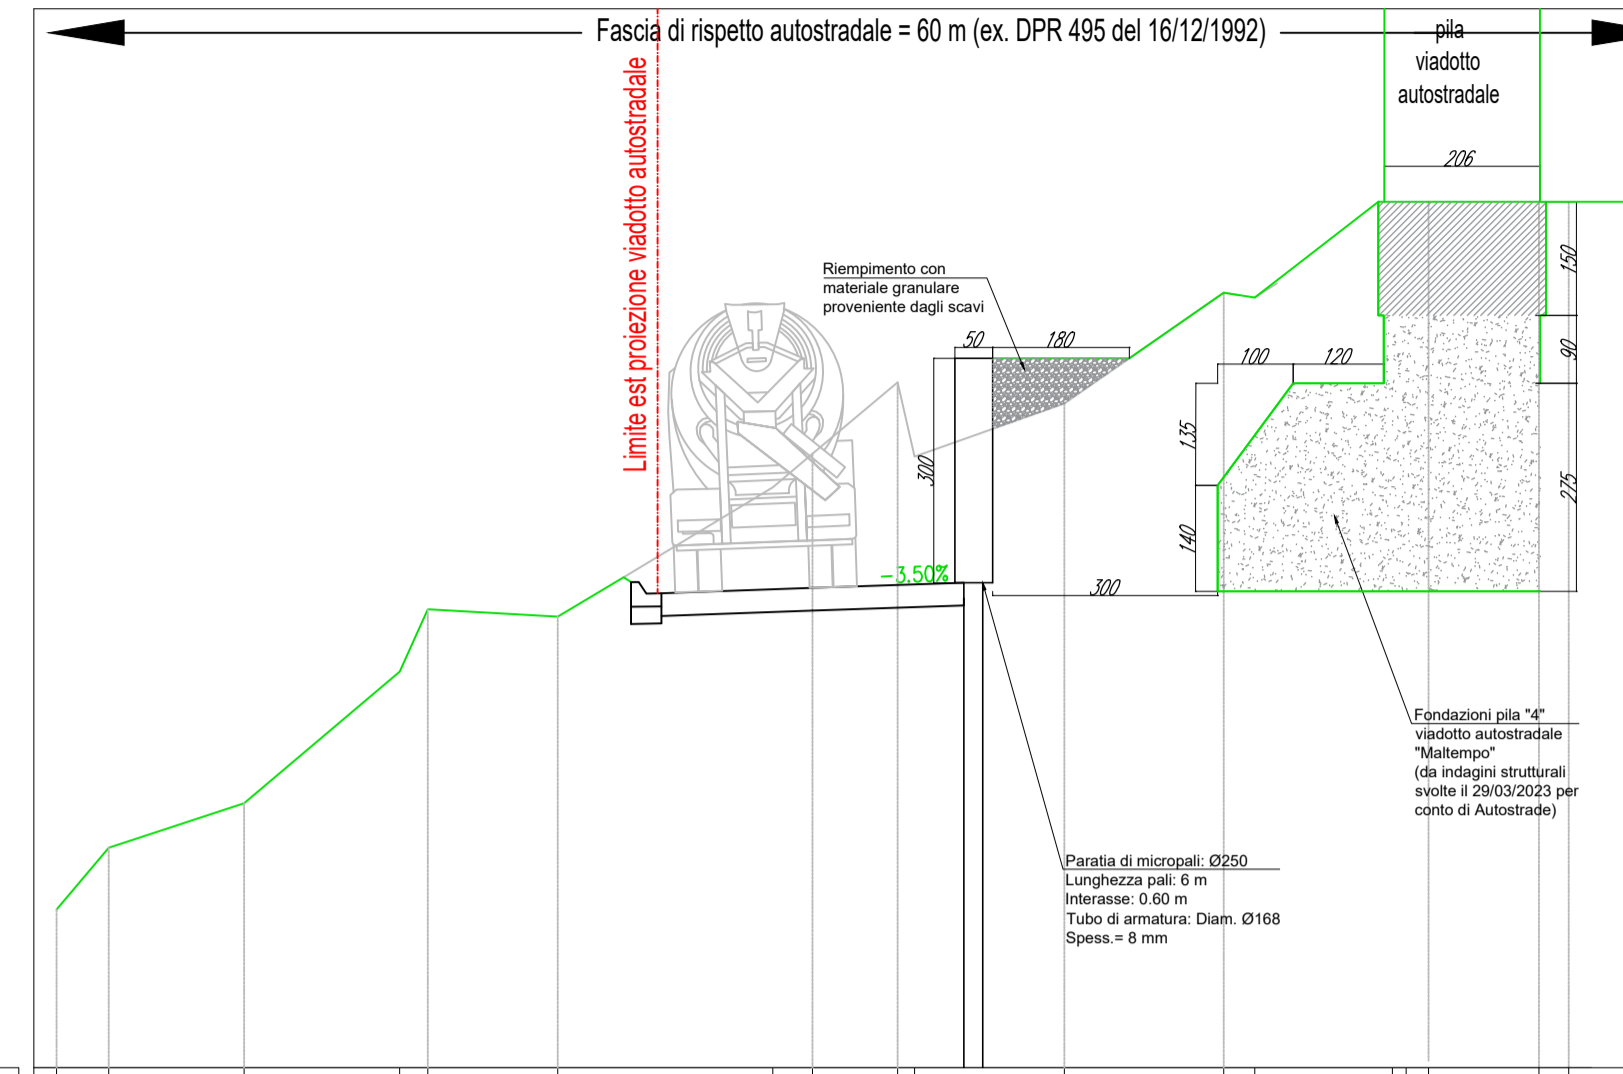 Fascia di rispetto autostradale = 60 m (ex. DPR 495 del 16/12/1992)
pila
viadotto
autostradale
Limite est proiezione viadotto autostradale
206
150
Riempimento con
materiale granulare
proveniente dagli scavi
50
180
100
120
90
135
300
275
140
-3.50%
300
Fondazioni pila "4"
viadotto autostradale
"Maltempo"
(da indagini strutturali
svolte il 29/03/2023 per
conto di Autostrade)
Paratia di micropali: Ø250
Lunghezza pali: 6 m
Interasse: 0.60 m
Tubo di armatura: Diam. Ø168
Spess.= 8 mm